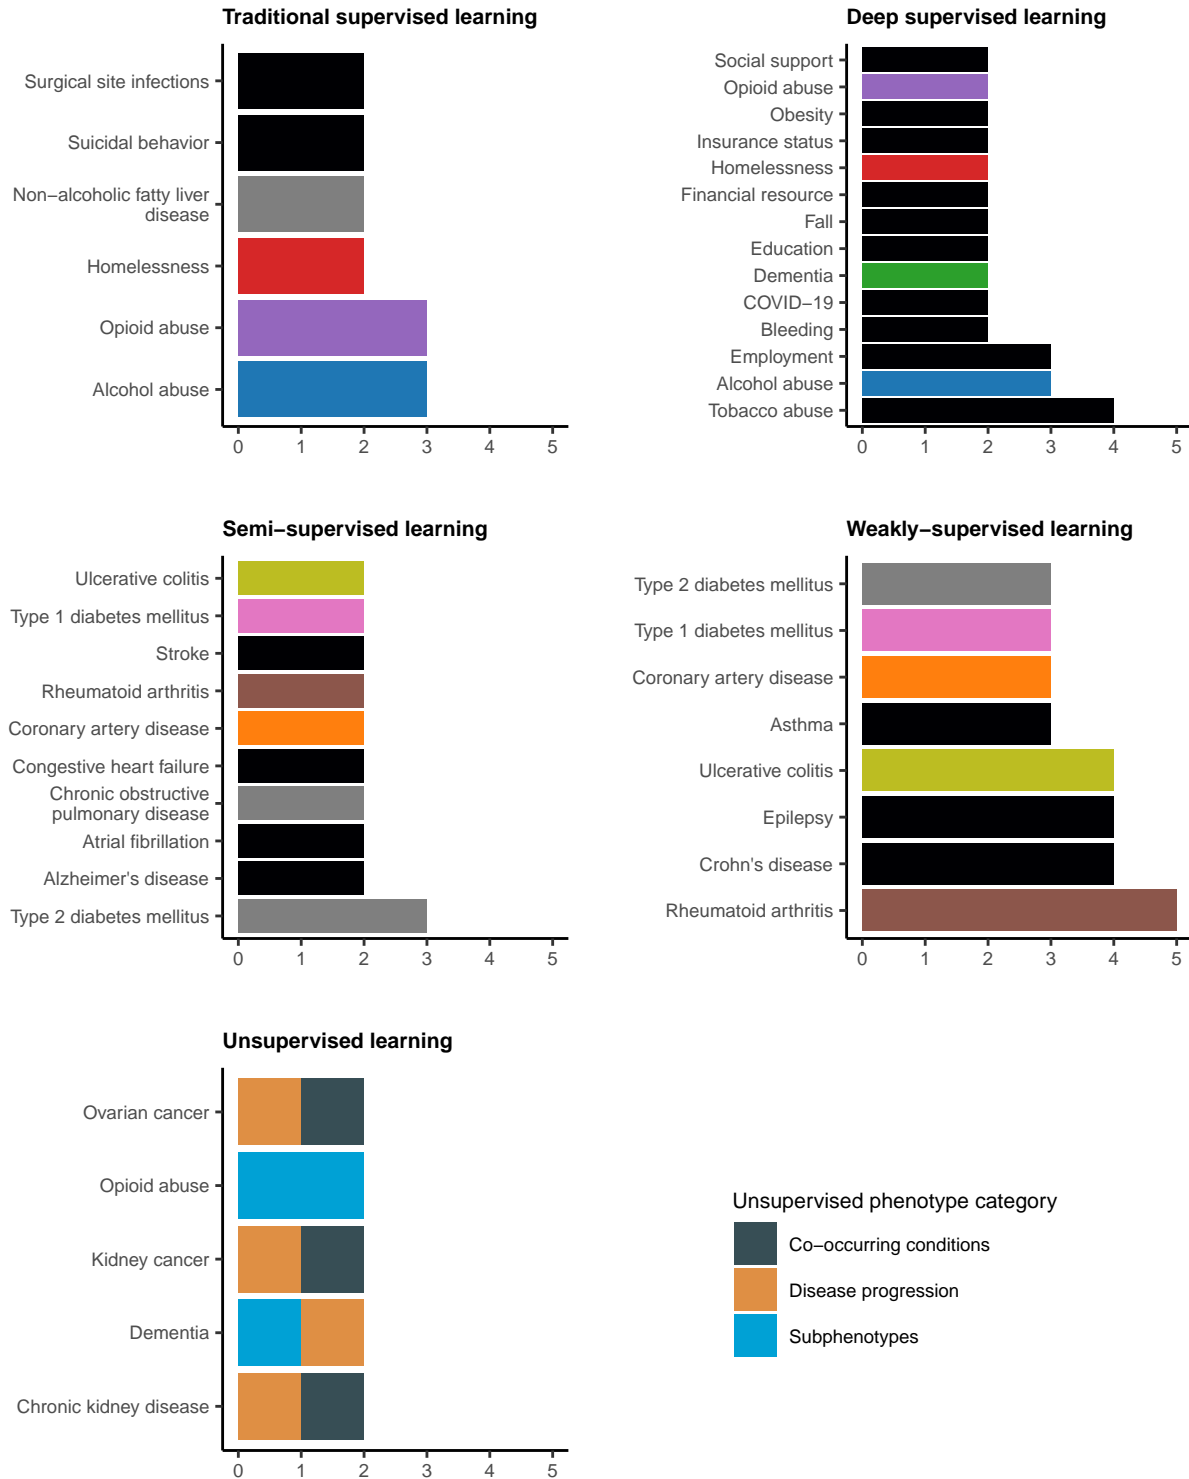 Traditional supervised learning
Surgical site infections
Suicidal behavior
Non−alcoholic fatty liver
disease
Homelessness
Opioid abuse
Alcohol abuse
0 1 2 3 4 5
Deep supervised learning
Social support
Opioid abuse
Obesity
Insurance status
Homelessness
Financial resource
Fall
Education
Dementia
COVID−19
Bleeding
Employment
Alcohol abuse
Tobacco abuse
0 1 2 3 4 5
Semi−supervised learning
Ulcerative colitis
Type 1 diabetes mellitus
Stroke
Rheumatoid arthritis
Coronary artery disease
Congestive heart failure
Chronic obstructive
pulmonary disease
Atrial fibrillation
Alzheimer's disease
Type 2 diabetes mellitus
0 1 2 3 4 5
Weakly−supervised learning
Type 2 diabetes mellitus
Type 1 diabetes mellitus
Coronary artery disease
Asthma
Ulcerative colitis
Epilepsy
Crohn's disease
Rheumatoid arthritis
0 1 2 3 4 5
Unsupervised learning
Ovarian cancer
Opioid abuse
Kidney cancer
Dementia
Chronic kidney disease
0 1 2 3 4 5
Unsupervised phenotype category
Co−occurring conditions
Disease progression
Subphenotypes